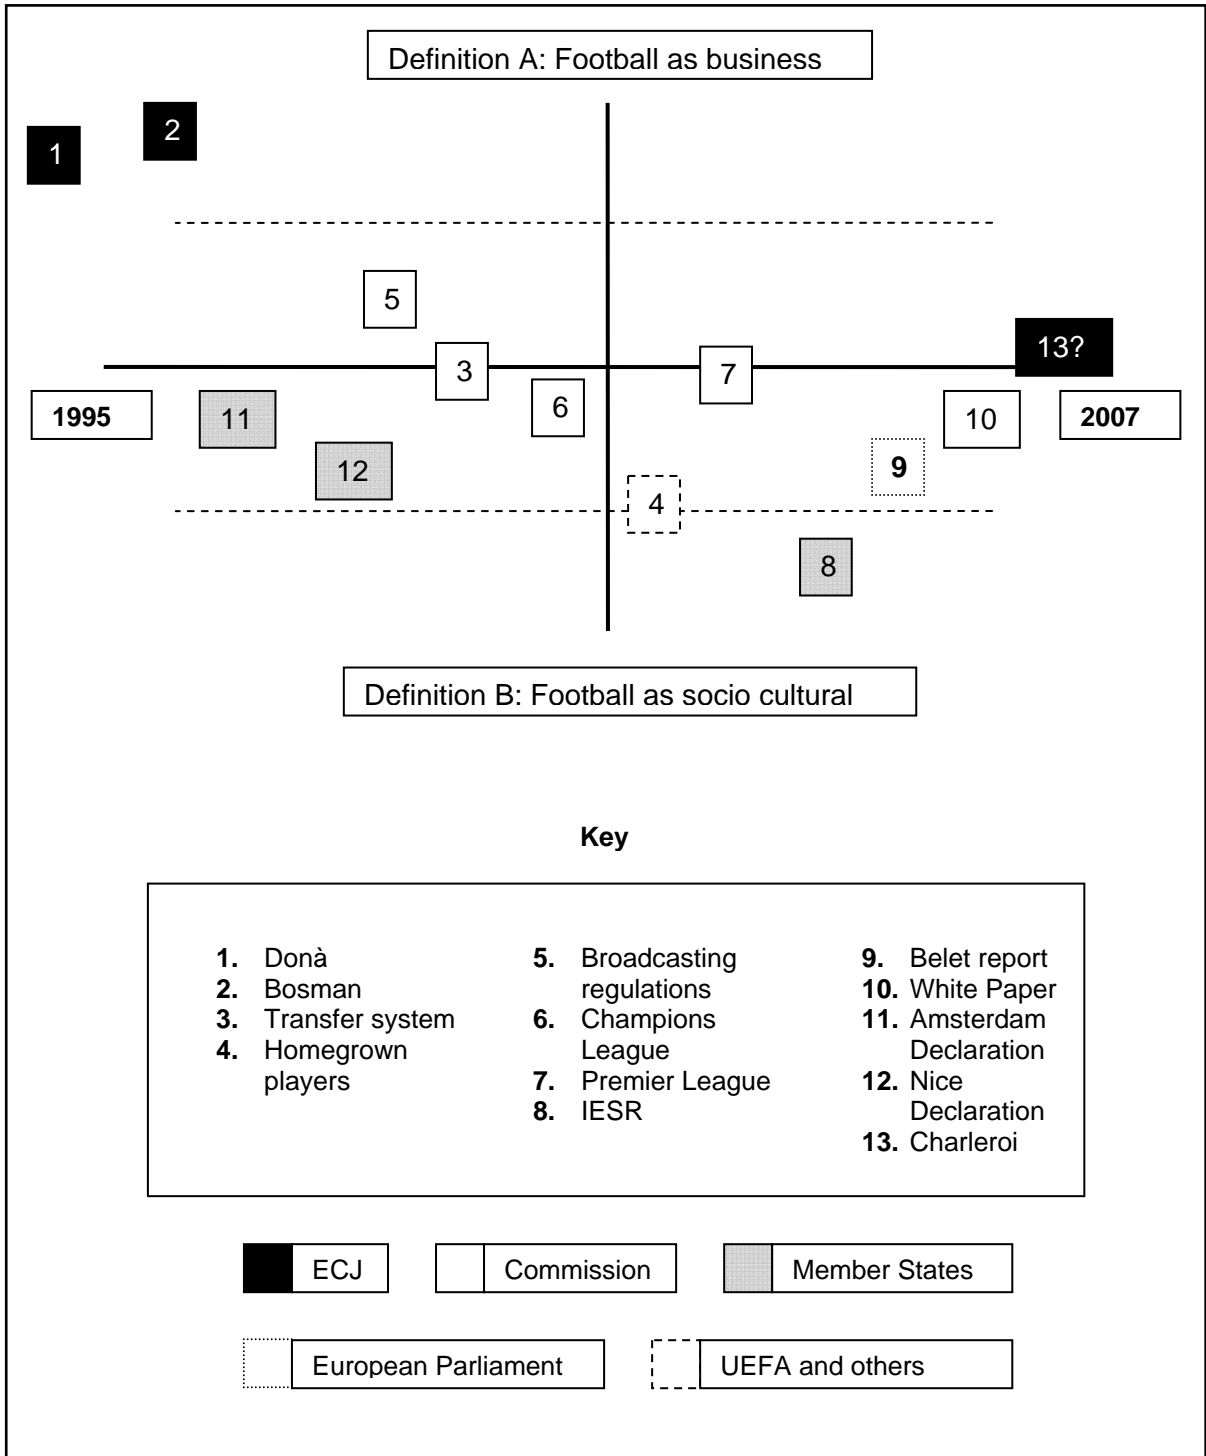 Definition A: Football as business
2
1
5
13?
3
7
6
1995
11
10
2007
12
9
4
8
Definition B: Football as socio cultural
Key
1. Donà
2. Bosman
3. Transfer system
4. Homegrown
players
5. Broadcasting
regulations
6. Champions
League
7. Premier League
8. IESR
9. Belet report
10. White Paper
11. Amsterdam
Declaration
12. Nice
Declaration
13. Charleroi
ECJ
Commission
Member States
European Parliament
UEFA and others